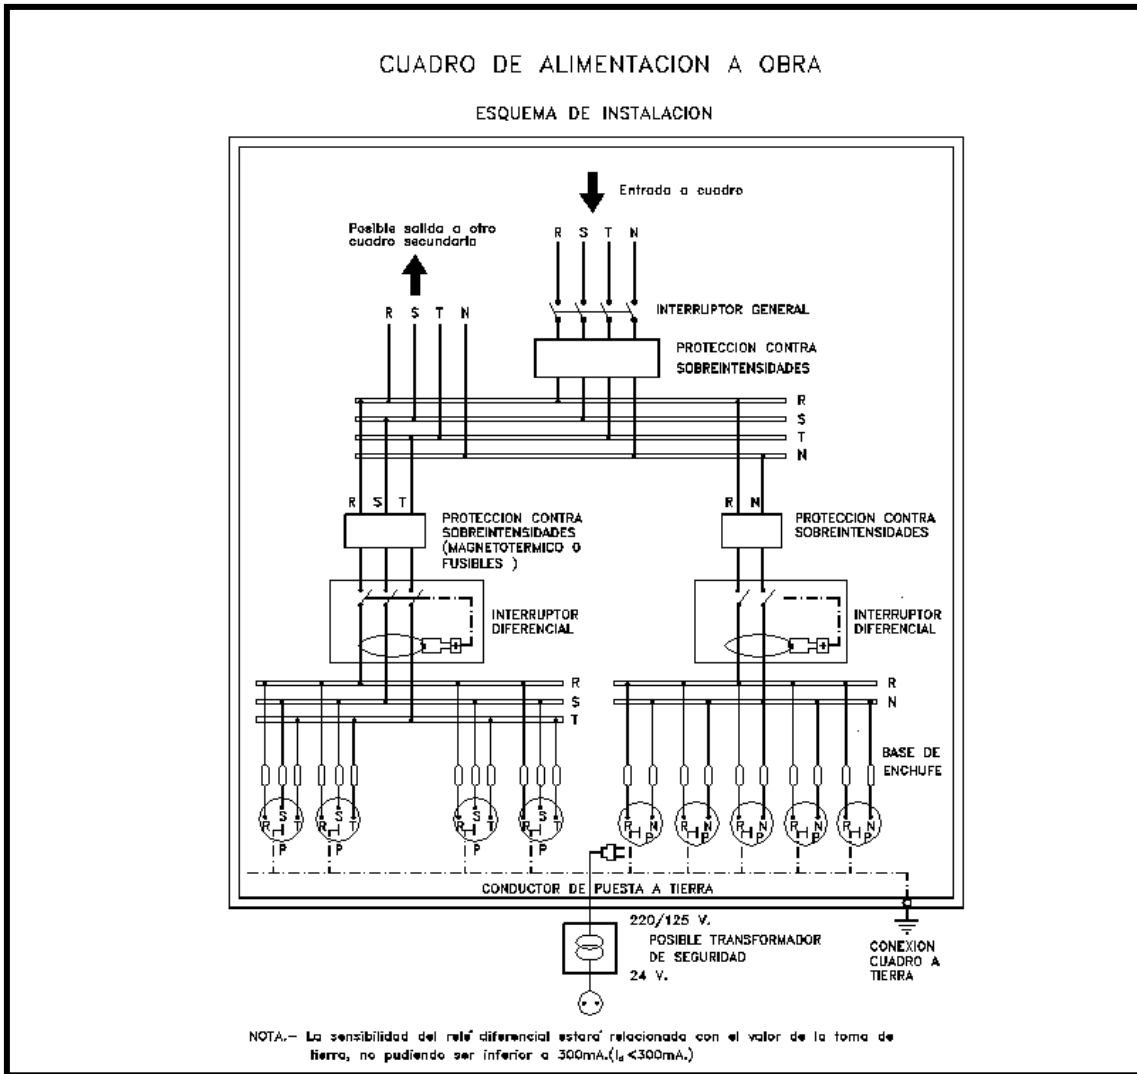 CUADRO DE ALIMENTACION A OBRA
ESQUEMA DE INSTALACION
Entrada a cuadro
Posible salida a otro
cuadro secundario
R S T N
R S T N
INTERRUPTOR GENERAL
PROTECCION CONTRA
SOBREINTENSIDADES
R
S
T
N
R S T
R N
PROTECCION CONTRA
SOBREINTENSIDADES
(MAGNETOTERMICO O
FUSIBLES )
PROTECCION CONTRA
SOBREINTENSIDADES
INTERRUPTOR
DIFERENCIAL
INTERRUPTOR
DIFERENCIAL
R
S
T
R
N
BASE DE
ENCHUFE
R S T P
R S T P
R S T P
R S T P
R N P
R N P
R N P
R N P
R N P
CONDUCTOR DE PUESTA A TIERRA
220/125 V.
POSIBLE TRANSFORMADOR
DE SEGURIDAD
24 V.
CONEXION
CUADRO A
TIERRA
NOTA.- La sensibilidad del relé diferencial estará relacionada con el valor de la toma de
tierra, no pudiendo ser inferior a 300mA.(Id <300mA.)